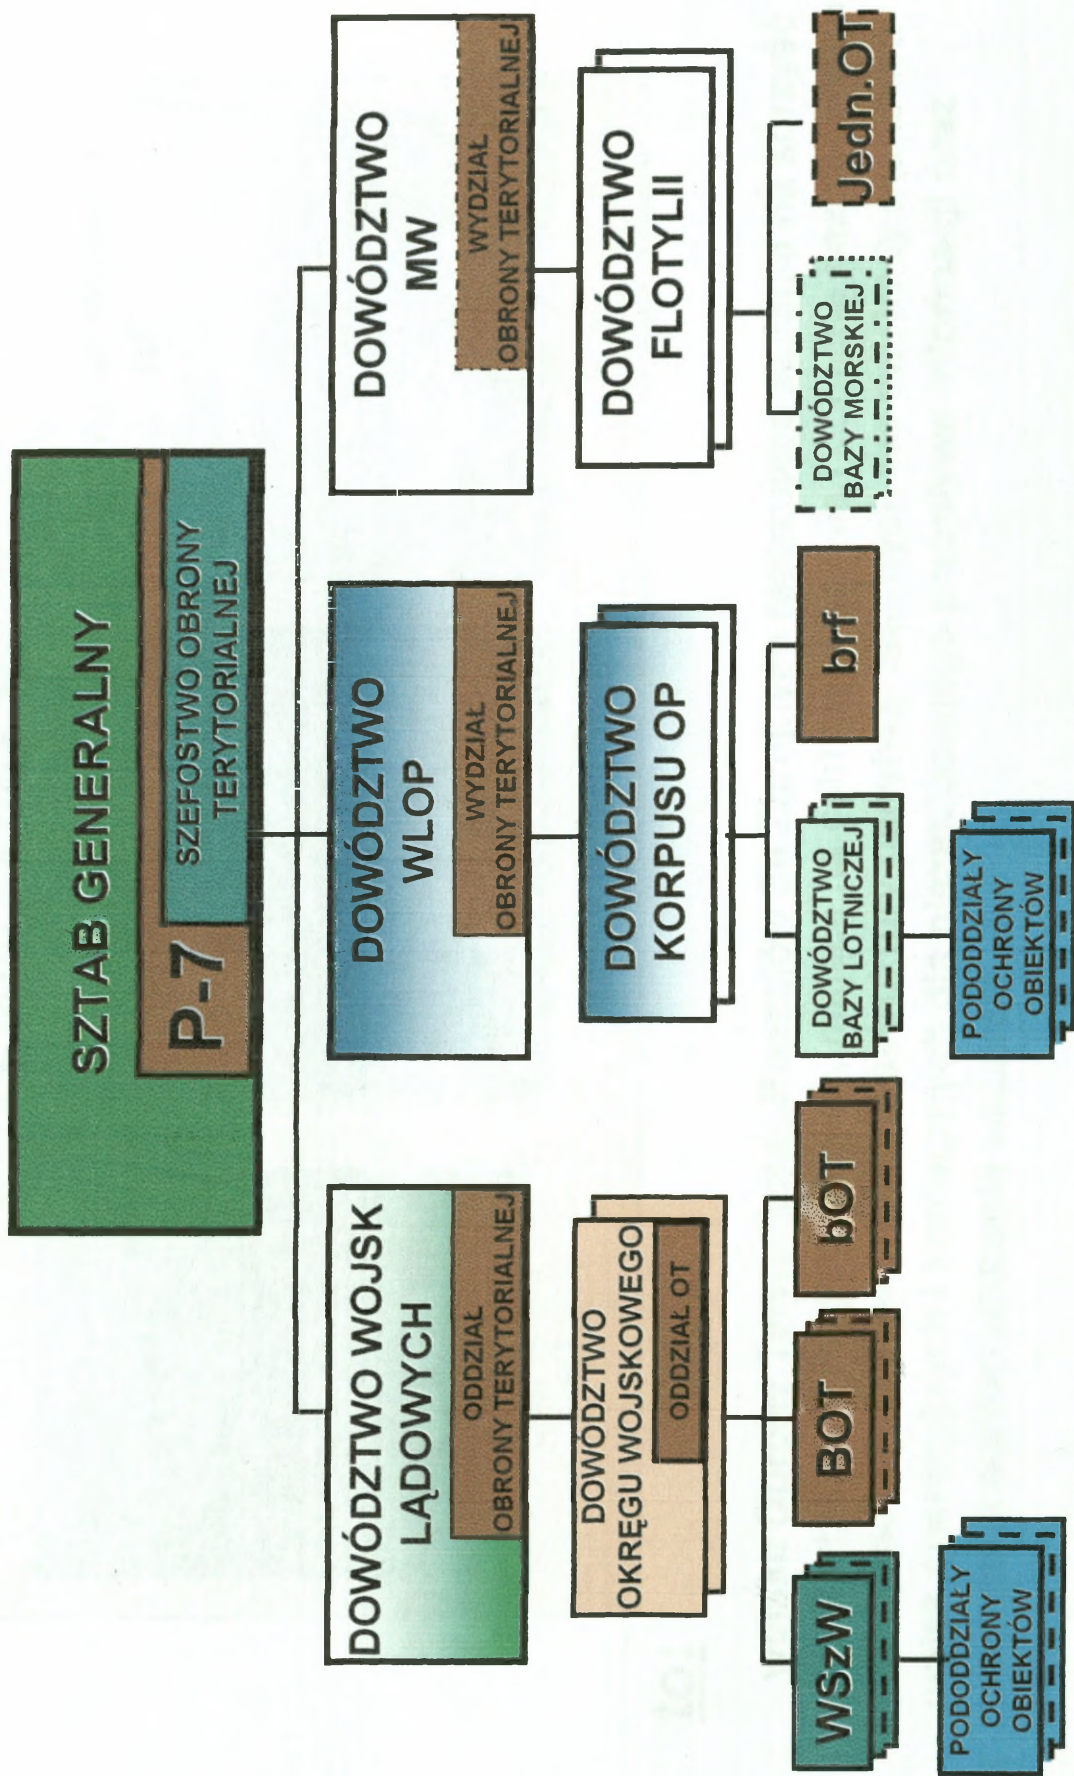 SZTAB GENERALNY
P-7
SZEFOSTWO OBRONY
TERYTORIALNEJ
DOWÓDZTWO WOJSK
LĄDOWYCH
ODDZIAŁ
OBRONY TERYTORIALNEJ
DOWÓDZTWO
WLOP
WYDZIAŁ
OBRONY TERYTORIALNEJ
DOWÓDZTWO
MW
WYDZIAŁ
OBRONY TERYTORIALNEJ
DOWÓDZTWO
OKRĘGU WOJSKOWEGO
ODDZIAŁ OT
DOWÓDZTWO
KORPUSU OP
DOWÓDZTWO
FLOTYLII
WSzW
BOT
bOT
DOWÓDZTWO
BAZY LOTNICZEJ
brf
DOWÓDZTWO
BAZY MORSKIEJ
Jedn.OT
PODODDZIAŁY
OCHRONY
OBIEKTÓW
PODODDZIAŁY
OCHRONY
OBIEKTÓW